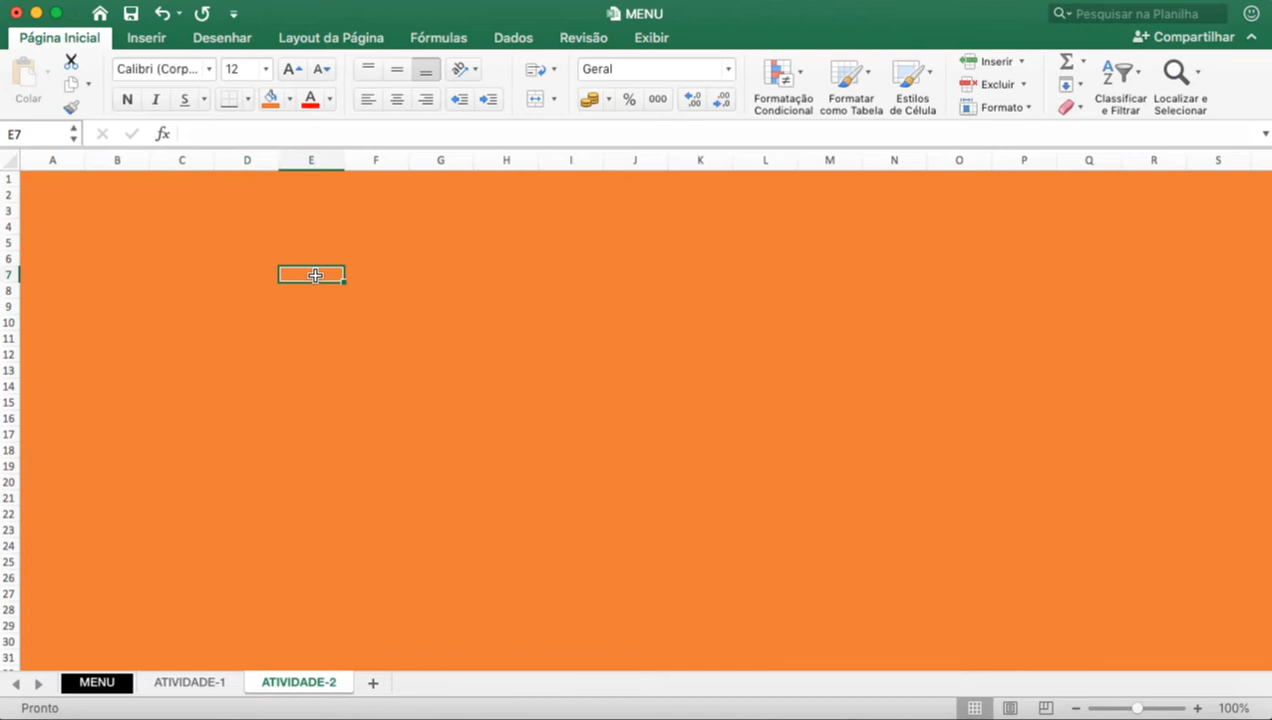 MENU
Pesquisar na Planilha
Página Inicial Inserir Desenhar Layout da Página Fórmulas Dados Revisão Exibir Compartilhar
Colar
Calibri (Corp... 12 A A Geral
N I S A % 000 ,00 ,0 ,00
Formatação Condicional
Formatar como Tabela
Estilos de Célula
Inserir
Excluir
Formato
Σ
A Z
Classificar e Filtrar
Localizar e Selecionar
E7 fx
A B C D E F G H I J K L M N O P Q R S
1
2
3
4
5
6
7
8
9
10
11
12
13
14
15
16
17
18
19
20
21
22
23
24
25
26
27
28
29
30
31
MENU ATIVIDADE-1 ATIVIDADE-2 +
Pronto − + 100%